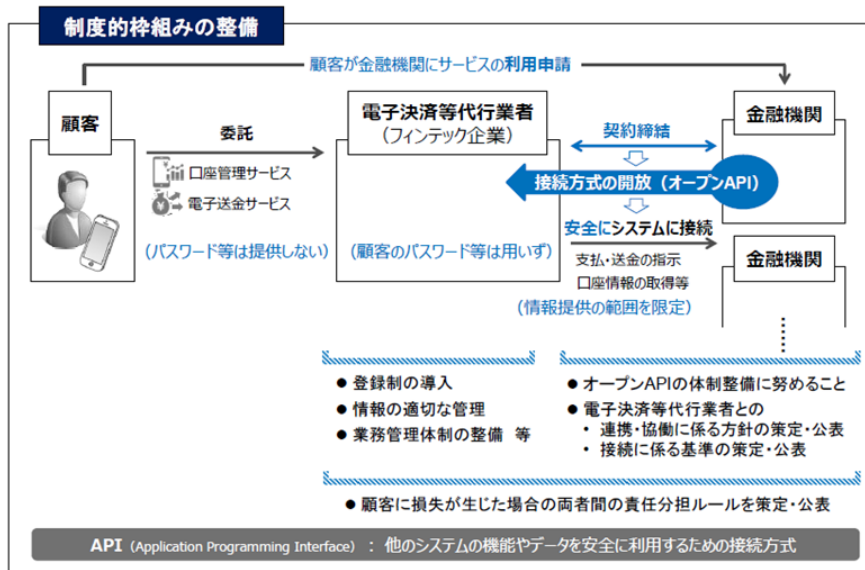 制度的枠組みの整備
顧客が金融機関にサービスの利用申請
顧客
委託
口座管理サービス
¥
電子送金サービス
(パスワード等は提供しない)
電子決済等代行業者
(フィンテック企業)
(顧客のパスワード等は用いず)
契約締結
接続方式の開放(オープンAPI)
安全にシステムに接続
支払・送金の指示
口座情報の取得等
(情報提供の範囲を限定)
金融機関
金融機関
● 登録制の導入
● 情報の適切な管理
● 業務管理体制の整備 等
● オープンAPIの体制整備に努めること
● 電子決済等代行業者との
・ 連携・協働に係る方針の策定・公表
・ 接続に係る基準の策定・公表
● 顧客に損失が生じた場合の両者間の責任分担ルールを策定・公表
API (Application Programming Interface) : 他のシステムの機能やデータを安全に利用するための接続方式